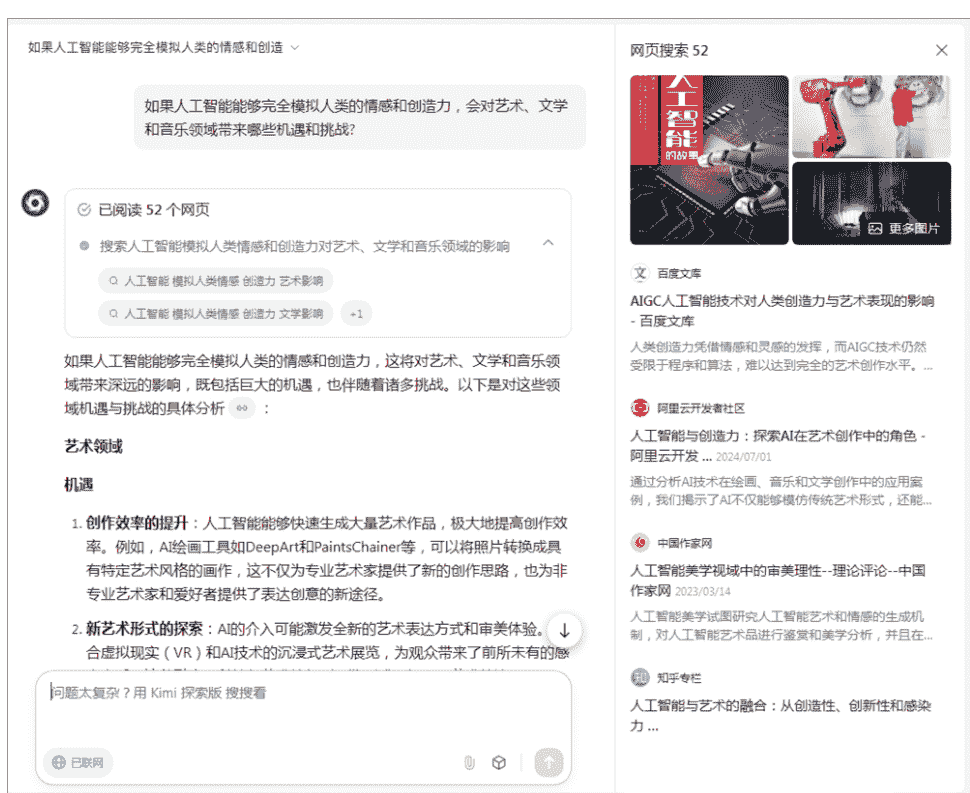 如果人工智能能够完全模拟人类的情感和创造
如果人工智能能够完全模拟人类的情感和创造力，会对艺术、文学
和音乐领域带来哪些机遇和挑战?
已阅读 52 个网页
搜索人工智能模拟人类情感和创造力对艺术、文学和音乐领域的影响
人工智能 模拟人类情感 创造力 艺术影响
人工智能 模拟人类情感 创造力 文学影响
+1
如果人工智能能够完全模拟人类的情感和创造力，这将对艺术、文学和音乐领
域带来深远的影响，既包括巨大的机遇，也伴随着诸多挑战。以下是对这些领
域机遇与挑战的具体分析 ：
艺术领域
机遇
1. 创作效率的提升：人工智能能够快速生成大量艺术作品，极大地提高创作效
率。例如，AI绘画工具如DeepArt和PaintsChainer等，可以将照片转换成具
有特定艺术风格的画作，这不仅为专业艺术家提供了新的创作思路，也为非
专业艺术家和爱好者提供了表达创意的新途径。
2. 新艺术形式的探索：AI的介入可能激发全新的艺术表达方式和审美体验。
合虚拟现实（VR）和AI技术的沉浸式艺术展览，为观众带来了前所未有的感
问题太复杂？用 Kimi 探索版 搜搜看
已联网
网页搜索 52
人工智能
的故事
更多图片
百度文库
AIGC人工智能技术对人类创造力与艺术表现的影响
- 百度文库
人类创造力凭借情感和灵感的发挥，而AIGC技术仍然
受限于程序和算法，难以达到完全的艺术创作水平。...
阿里云开发者社区
人工智能与创造力：探索AI在艺术创作中的角色 -
阿里云开发 ... 2024/07/01
通过分析AI技术在绘画、音乐和文学创作中的应用案
例，我们揭示了AI不仅能够模仿传统艺术形式，还能...
中国作家网
人工智能美学视域中的审美理性--理论评论--中国
作家网 2023/03/14
人工智能美学试图研究人工智能艺术和情感的生成机
制，对人工智能艺术品进行鉴赏和美学分析，并且在...
知乎专栏
人工智能与艺术的融合：从创造性、创新性和感染
力 ...